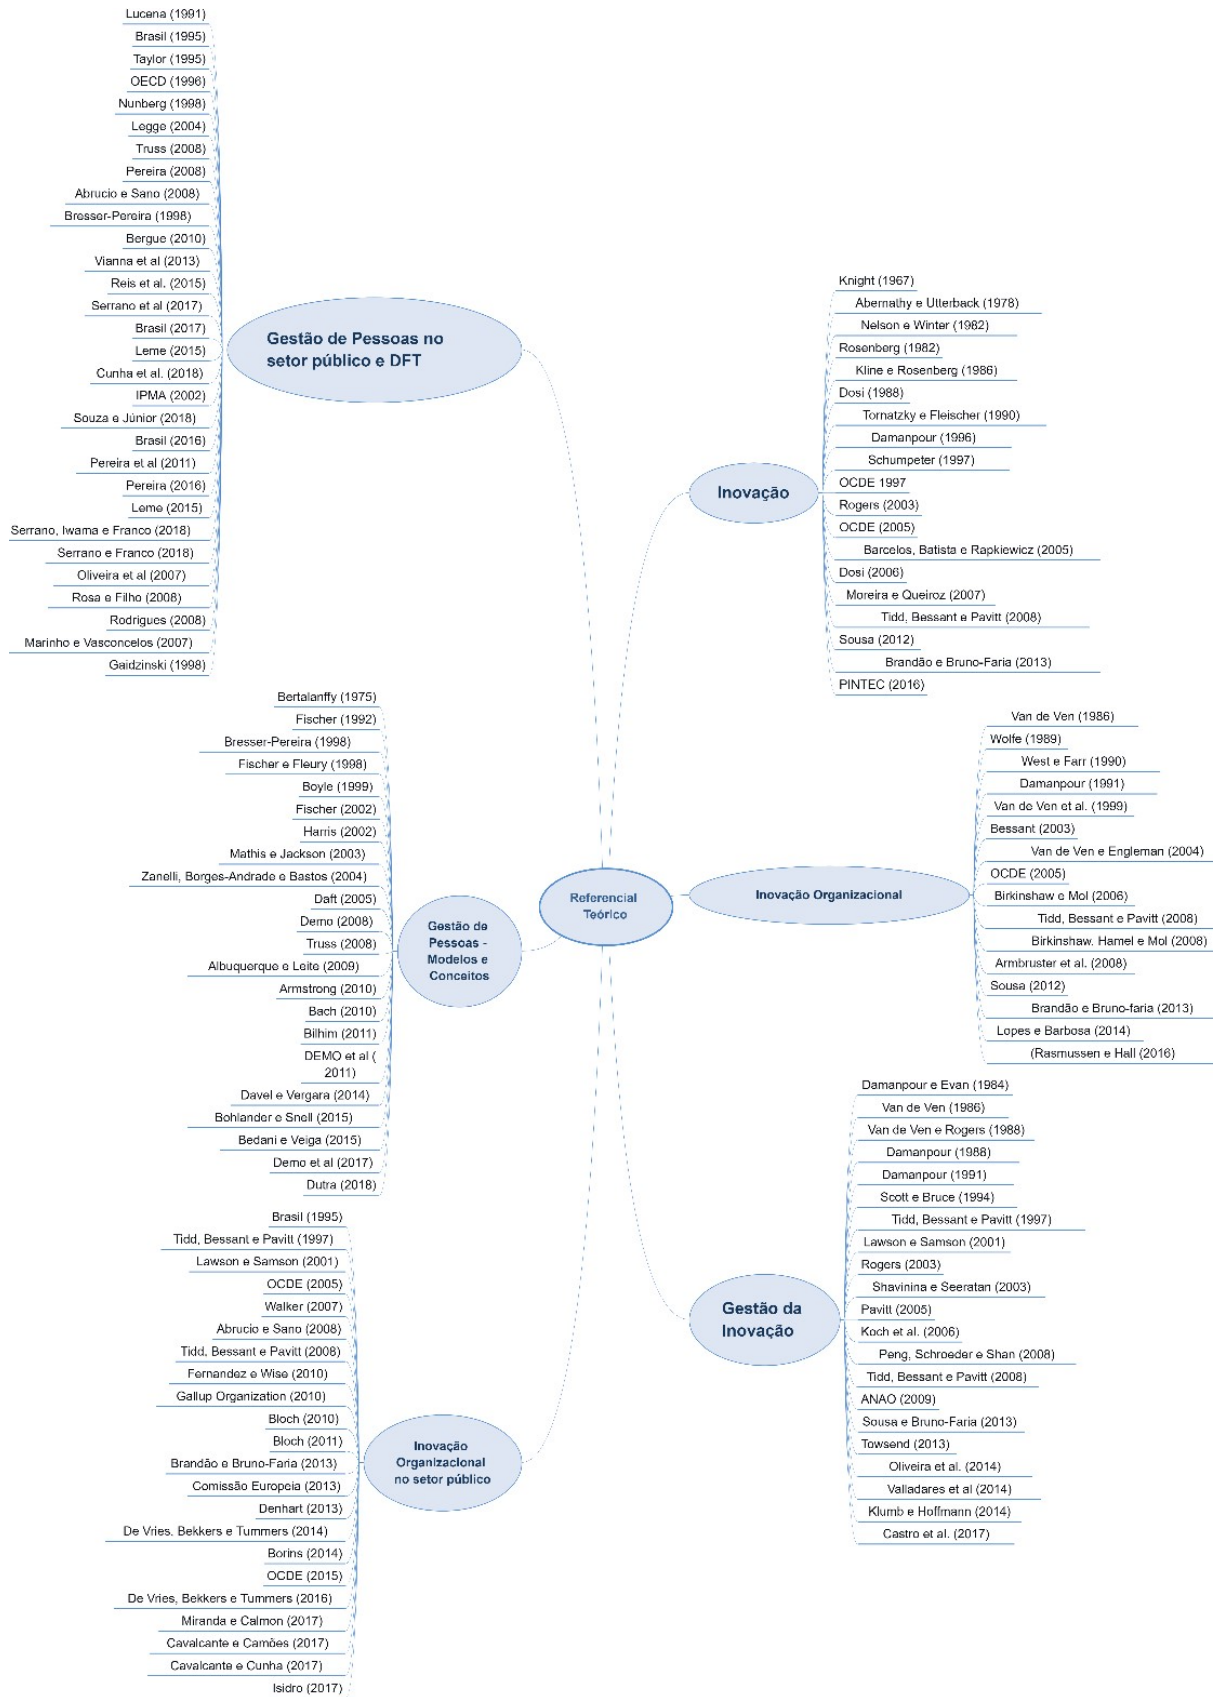 Lucena (1991)
Brasil (1995)
Taylor (1995)
OECD (1996)
Nunberg (1998)
Legge (2004)
Truss (2008)
Pereira (2008)
Abrucio e Sano (2008)
Bresser-Pereira (1998)
Bergue (2010)
Vianna et al (2013)
Reis et al. (2015)
Serrano et al (2017)
Brasil (2017)
Leme (2015)
Cunha et al. (2018)
IPMA (2002)
Souza e Júnior (2018)
Brasil (2016)
Pereira et al (2011)
Pereira (2016)
Leme (2015)
Serrano, Iwama e Franco (2018)
Serrano e Franco (2018)
Oliveira et al (2007)
Rosa e Filho (2008)
Rodrigues (2008)
Marinho e Vasconcelos (2007)
Gaidzinski (1998)
Gestão de Pessoas no
setor público e DFT
Bertalanffy (1975)
Fischer (1992)
Bresser-Pereira (1998)
Fischer e Fleury (1998)
Boyle (1999)
Fischer (2002)
Harris (2002)
Mathis e Jackson (2003)
Zanelli, Borges-Andrade e Bastos (2004)
Daft (2005)
Demo (2008)
Truss (2008)
Albuquerque e Leite (2009)
Armstrong (2010)
Bach (2010)
Bilhim (2011)
DEMO et al (
2011)
Davel e Vergara (2014)
Bohlander e Snell (2015)
Bedani e Veiga (2015)
Demo et al (2017)
Dutra (2018)
Gestão de
Pessoas -
Modelos e
Conceitos
Brasil (1995)
Tidd, Bessant e Pavitt (1997)
Lawson e Samson (2001)
OCDE (2005)
Walker (2007)
Abrucio e Sano (2008)
Tidd, Bessant e Pavitt (2008)
Fernandez e Wise (2010)
Gallup Organization (2010)
Bloch (2010)
Bloch (2011)
Brandão e Bruno-Faria (2013)
Comissão Europeia (2013)
Denhart (2013)
De Vries. Bekkers e Tummers (2014)
Borins (2014)
OCDE (2015)
De Vries, Bekkers e Tummers (2016)
Miranda e Calmon (2017)
Cavalcante e Camões (2017)
Cavalcante e Cunha (2017)
Isidro (2017)
Inovação
Organizacional
no setor público
Referencial
Teórico
Inovação
Knight (1967)
Abernathy e Utterback (1978)
Nelson e Winter (1982)
Rosenberg (1982)
Kline e Rosenberg (1986)
Dosi (1988)
Tornatzky e Fleischer (1990)
Damanpour (1996)
Schumpeter (1997)
OCDE 1997
Rogers (2003)
OCDE (2005)
Barcelos, Batista e Rapkiewicz (2005)
Dosi (2006)
Moreira e Queiroz (2007)
Tidd, Bessant e Pavitt (2008)
Sousa (2012)
Brandão e Bruno-Faria (2013)
PINTEC (2016)
Inovação Organizacional
Van de Ven (1986)
Wolfe (1989)
West e Farr (1990)
Damanpour (1991)
Van de Ven et al. (1999)
Bessant (2003)
Van de Ven e Engleman (2004)
OCDE (2005)
Birkinshaw e Mol (2006)
Tidd, Bessant e Pavitt (2008)
Birkinshaw. Hamel e Mol (2008)
Armbruster et al. (2008)
Sousa (2012)
Brandão e Bruno-faria (2013)
Lopes e Barbosa (2014)
(Rasmussen e Hall (2016)
Gestão da
Inovação
Damanpour e Evan (1984)
Van de Ven (1986)
Van de Ven e Rogers (1988)
Damanpour (1988)
Damanpour (1991)
Scott e Bruce (1994)
Tidd, Bessant e Pavitt (1997)
Lawson e Samson (2001)
Rogers (2003)
Shavinina e Seeratan (2003)
Pavitt (2005)
Koch et al. (2006)
Peng, Schroeder e Shan (2008)
Tidd, Bessant e Pavitt (2008)
ANAO (2009)
Sousa e Bruno-Faria (2013)
Towsend (2013)
Oliveira et al. (2014)
Valladares et al (2014)
Klumb e Hoffmann (2014)
Castro et al. (2017)